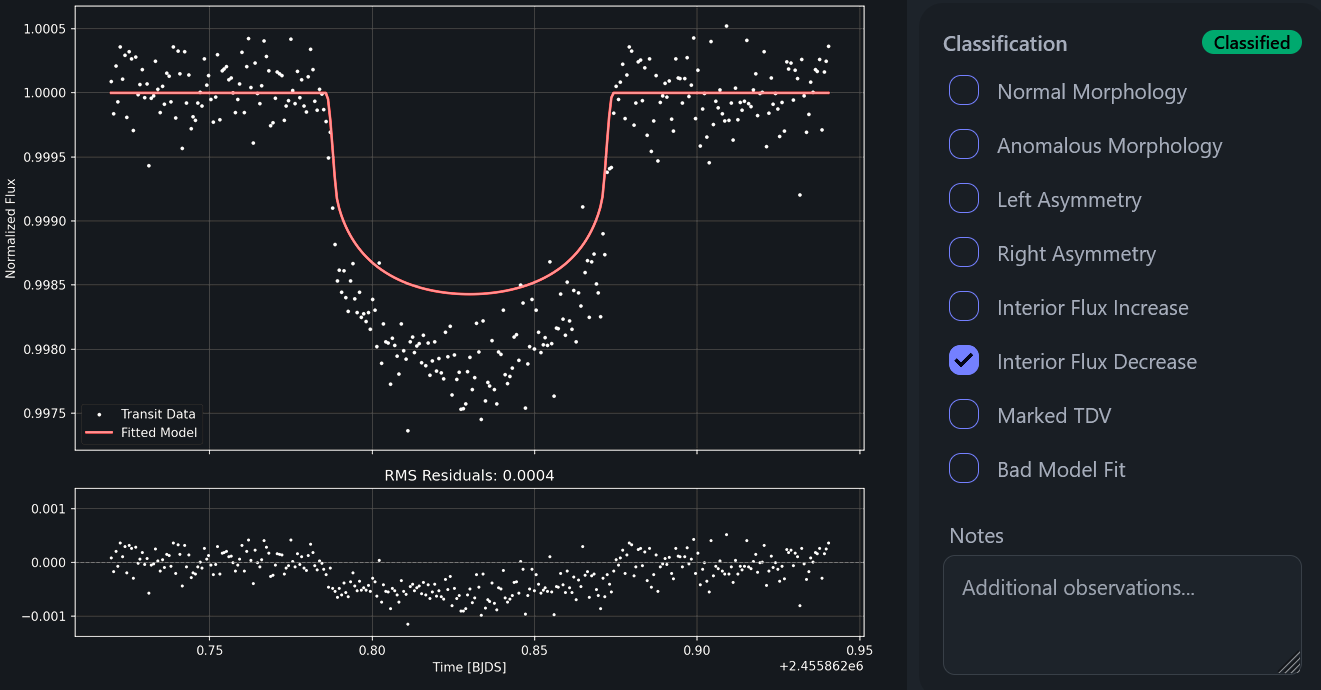 1.0005
1.0000
0.9995
0.9990
0.9985
0.9980
0.9975
Normalized Flux
Transit Data
Fitted Model
RMS Residuals: 0.0004
0.001
0.000
−0.001
0.75
0.80
0.85
0.90
0.95
Time [BJDS]
+2.455862e6
Classification
Classified
Normal Morphology
Anomalous Morphology
Left Asymmetry
Right Asymmetry
Interior Flux Increase
Interior Flux Decrease
Marked TDV
Bad Model Fit
Notes
Additional observations...